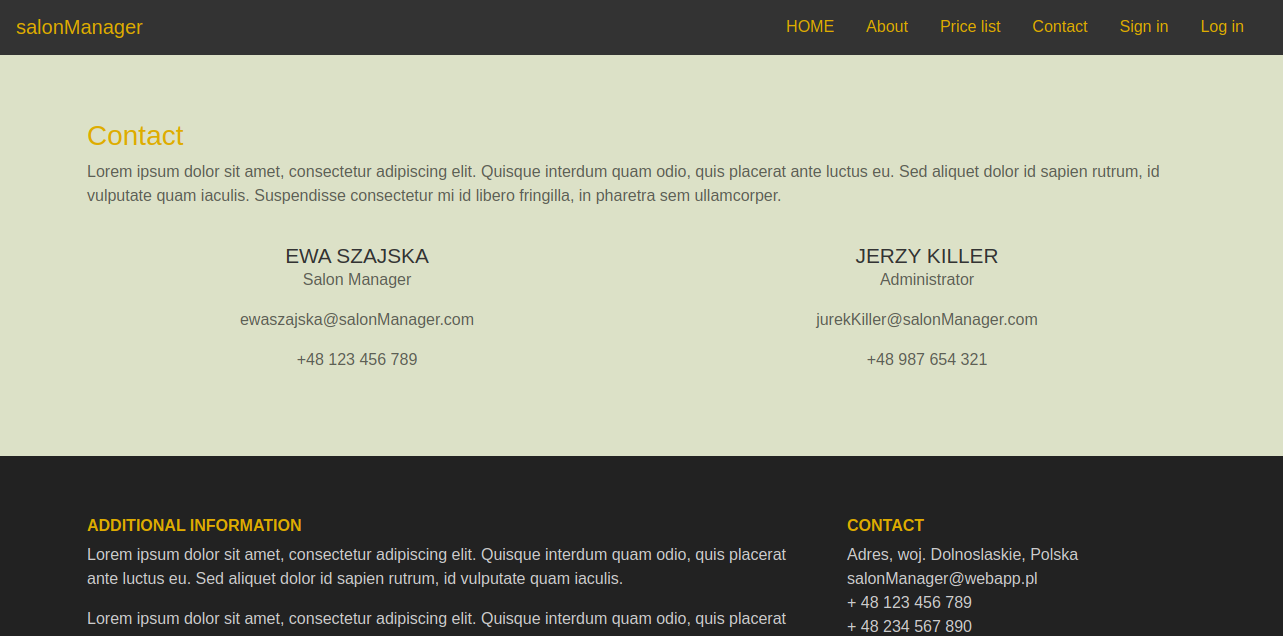 salonManager
HOME About Price list Contact Sign in Log in
Contact
Lorem ipsum dolor sit amet, consectetur adipiscing elit. Quisque interdum quam odio, quis placerat ante luctus eu. Sed aliquet dolor id sapien rutrum, id
vulputate quam iaculis. Suspendisse consectetur mi id libero fringilla, in pharetra sem ullamcorper.
EWA SZAJSKA
Salon Manager
ewaszajska@salonManager.com
+48 123 456 789
JERZY KILLER
Administrator
jurekKiller@salonManager.com
+48 987 654 321
ADDITIONAL INFORMATION
Lorem ipsum dolor sit amet, consectetur adipiscing elit. Quisque interdum quam odio, quis placerat
ante luctus eu. Sed aliquet dolor id sapien rutrum, id vulputate quam iaculis.
Lorem ipsum dolor sit amet, consectetur adipiscing elit. Quisque interdum quam odio, quis placerat
CONTACT
Adres, woj. Dolnoslaskie, Polska
salonManager@webapp.pl
+ 48 123 456 789
+ 48 234 567 890